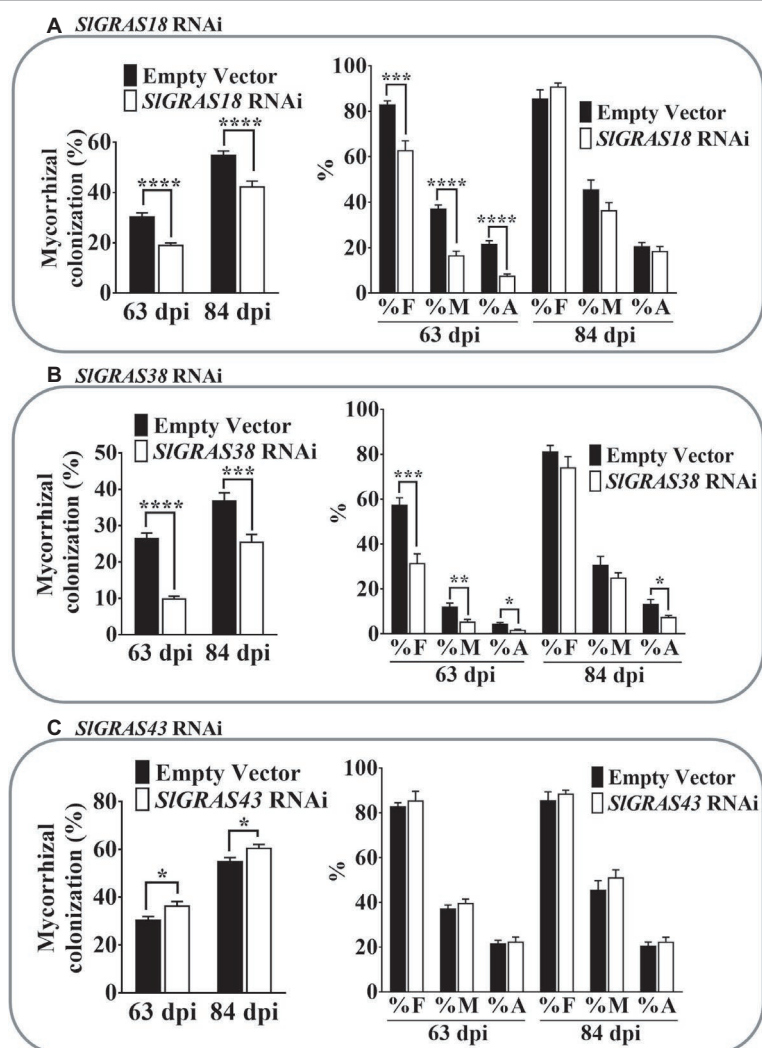 A SlGRAS18 RNAi
Empty Vector
SlGRAS18 RNAi
Mycorrhizal
colonization (%)
60
40
20
0
****
****
63 dpi 84 dpi
%
100
80
60
40
20
0
***
****
****
Empty Vector
SlGRAS18 RNAi
%F %M %A %F %M %A
63 dpi 84 dpi
B SlGRAS38 RNAi
Empty Vector
SlGRAS38 RNAi
Mycorrhizal
colonization (%)
50
40
30
20
10
0
****
***
63 dpi 84 dpi
%
100
80
60
40
20
0
***
**
*
*
Empty Vector
SlGRAS38 RNAi
%F %M %A %F %M %A
63 dpi 84 dpi
C SlGRAS43 RNAi
Empty Vector
SlGRAS43 RNAi
Mycorrhizal
colonization (%)
80
60
40
20
0
*
*
63 dpi 84 dpi
%
100
80
60
40
20
0
Empty Vector
SlGRAS43 RNAi
%F %M %A %F %M %A
63 dpi 84 dpi